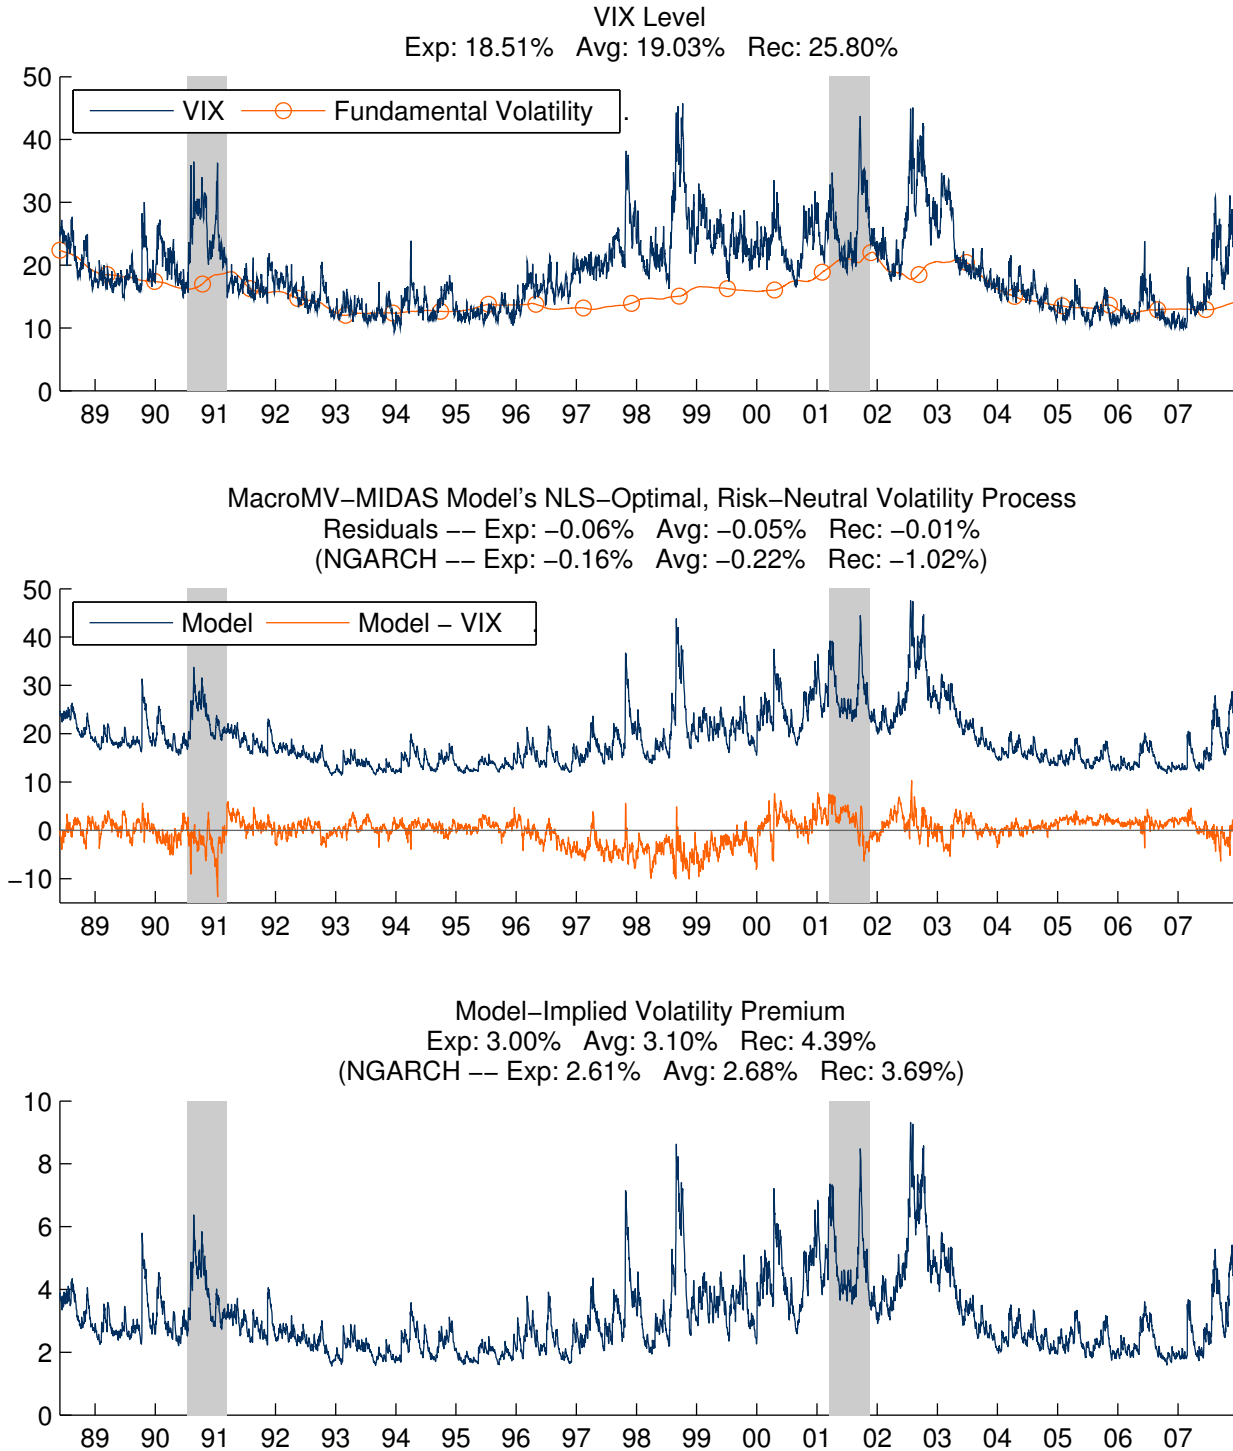 VIX Level
Exp: 18.51% Avg: 19.03% Rec: 25.80%
50
40
30
20
10
0
VIX Fundamental Volatility .
89 90 91 92 93 94 95 96 97 98 99 00 01 02 03 04 05 06 07
MacroMV−MIDAS Model's NLS−Optimal, Risk−Neutral Volatility Process
Residuals −− Exp: −0.06% Avg: −0.05% Rec: −0.01%
(NGARCH −− Exp: −0.16% Avg: −0.22% Rec: −1.02%)
50
40
30
20
10
0
−10
Model Model − VIX .
89 90 91 92 93 94 95 96 97 98 99 00 01 02 03 04 05 06 07
Model−Implied Volatility Premium
Exp: 3.00% Avg: 3.10% Rec: 4.39%
(NGARCH −− Exp: 2.61% Avg: 2.68% Rec: 3.69%)
10
8
6
4
2
0
89 90 91 92 93 94 95 96 97 98 99 00 01 02 03 04 05 06 07